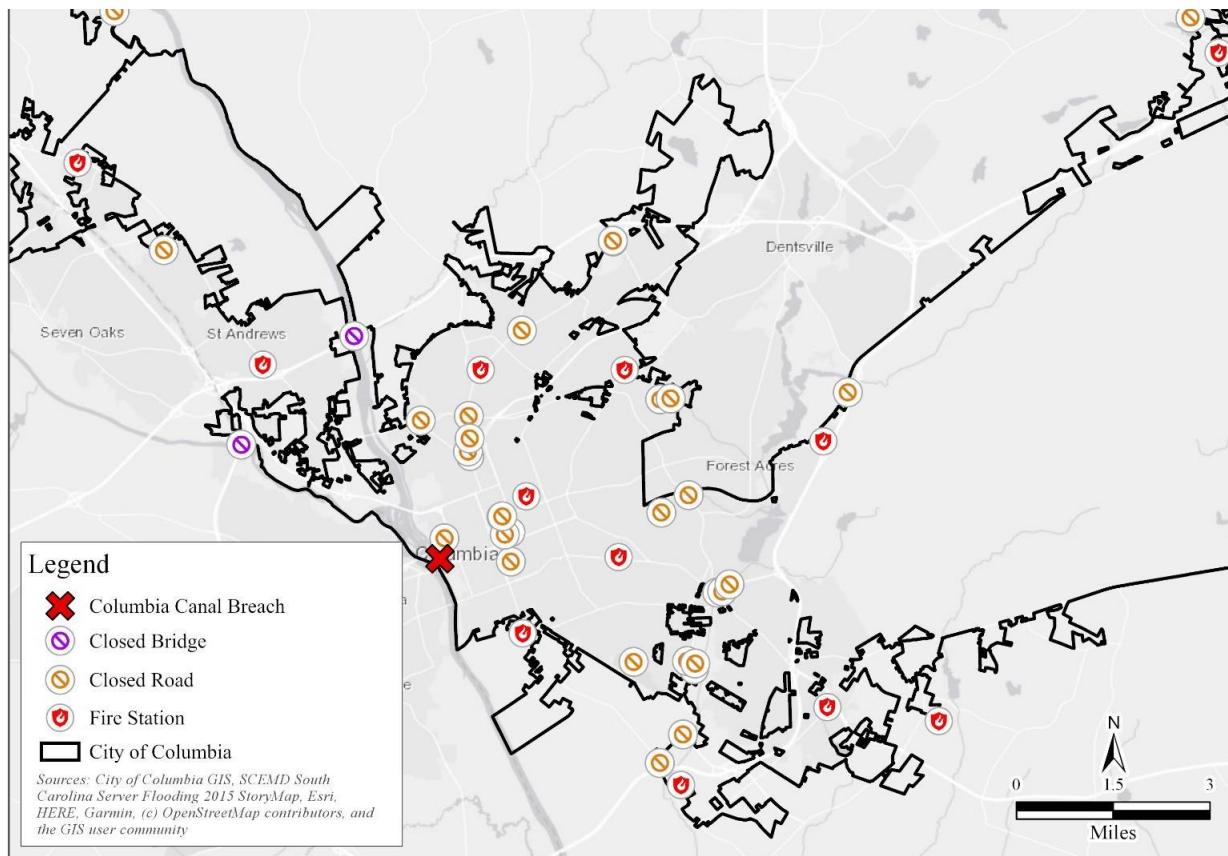 Dentsville
Seven Oaks
St Andrews
Forest Acres
Columbia
Legend
Columbia Canal Breach
Closed Bridge
Closed Road
Fire Station
City of Columbia
Sources: City of Columbia GIS, SCEMD South
Carolina Server Flooding 2015 StoryMap, Esri,
HERE, Garmin, (c) OpenStreetMap contributors, and
the GIS user community
N
0 1.5 3
Miles